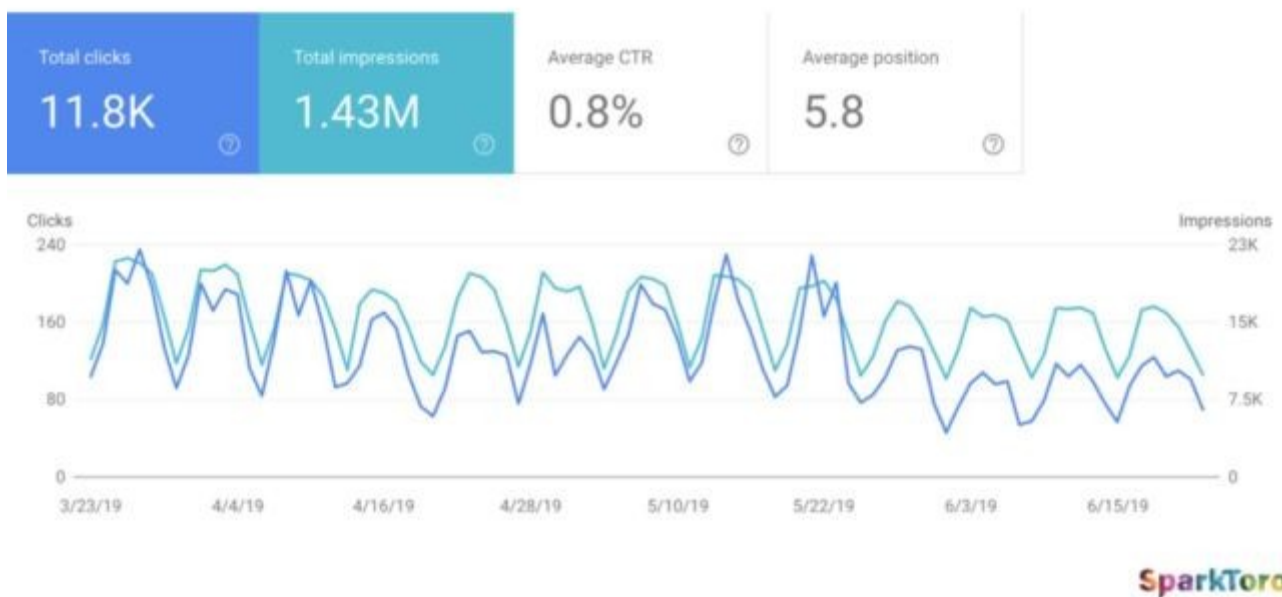 Total clicks
11.8K
Total impressions
1.43M
Average CTR
0.8%
Average position
5.8
Clicks
Impressions
240
23K
160
15K
80
7.5K
0
0
3/23/19
4/4/19
4/16/19
4/28/19
5/10/19
5/22/19
6/3/19
6/15/19
SparkToro